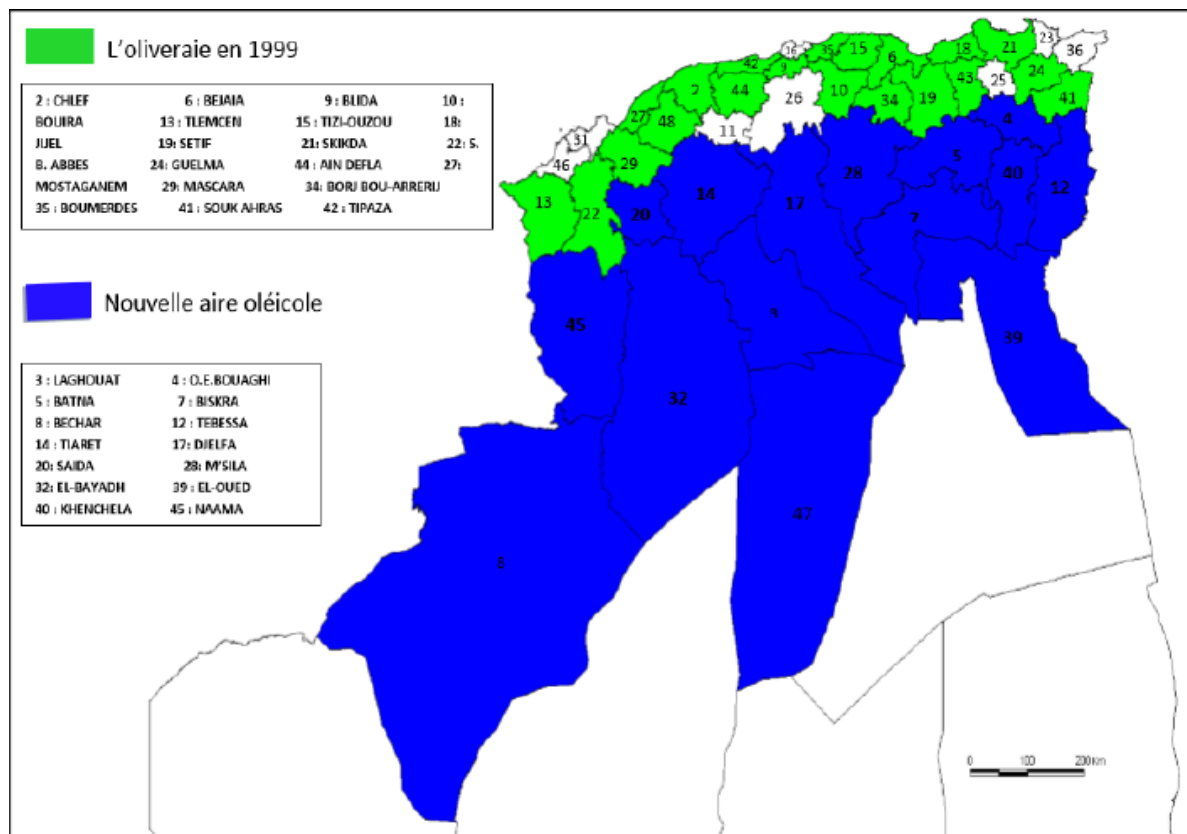 L'oliveraie en 1999
2 : CHLEF 6 : BEJAIA 9 : BLIDA 10 :
BOUIRA 13 : TLEMCEN 15 : TIZI-OUZOU 18:
JIJEL 19: SETIF 21: SKIKDA 22: S.
B. ABBES 24: GUELMA 44 : AIN DEFLA 27:
MOSTAGANEM 29: MASCARA 34: BORJ BOU-ARRERIJ
35 : BOUMERDES 41 : SOUK AHRAS 42 : TIPAZA
Nouvelle aire oléicole
3 : LAGHOUAT 4 : O.E.BOUAGHI
5 : BATNA 7 : BISKRA
8 : BECHAR 12 : TEBESSA
14 : TIARET 17: DJELFA
20: SAIDA 28: M'SILA
32: EL-BAYADH 39 : EL-OUED
40 : KHENCHELA 45 : NAAMA
16 35 15 18 21 23 36
42 9 6
2 44 26 10 34 19 43 25 24 41
27 48 11 4
31
46 29 5
13 22 20 14 17 28 40 12
7
45 3 39
32
47
8
0 100 200 Km